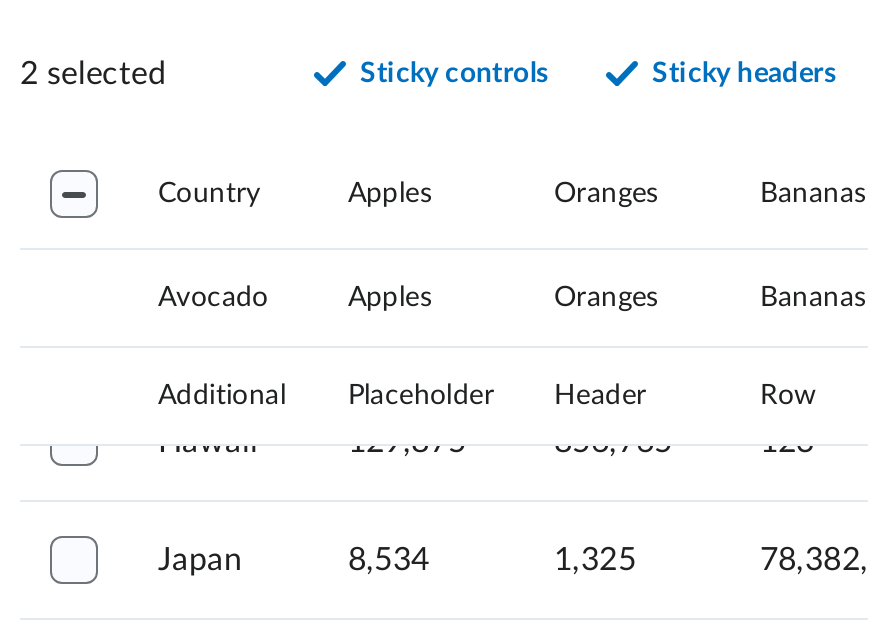 2 selected Sticky controls Sticky headers
Country Apples Oranges Bananas
Avocado Apples Oranges Bananas
Additional Placeholder Header Row
Hawaii
Japan 8,534 1,325 78,382,